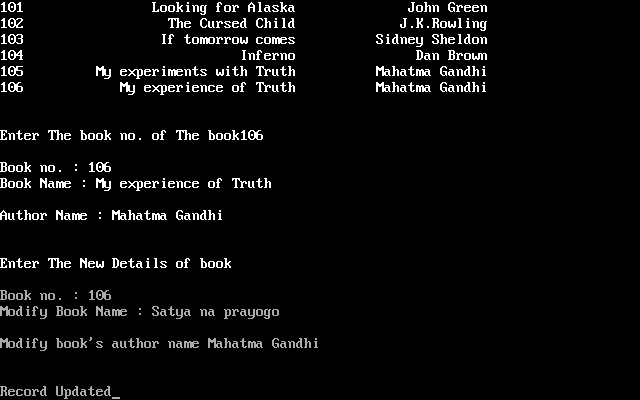 101 Looking for Alaska John Green
102 The Cursed Child J.K.Rowling
103 If tomorrow comes Sidney Sheldon
104 Inferno Dan Brown
105 My experiments with Truth Mahatma Gandhi
106 My experience of Truth Mahatma Gandhi
Enter The book no. of The book106
Book no. : 106
Book Name : My experience of Truth
Author Name : Mahatma Gandhi
Enter The New Details of book
Book no. : 106
Modify Book Name : Satya na prayogo
Modify book's author name Mahatma Gandhi
Record Updated_